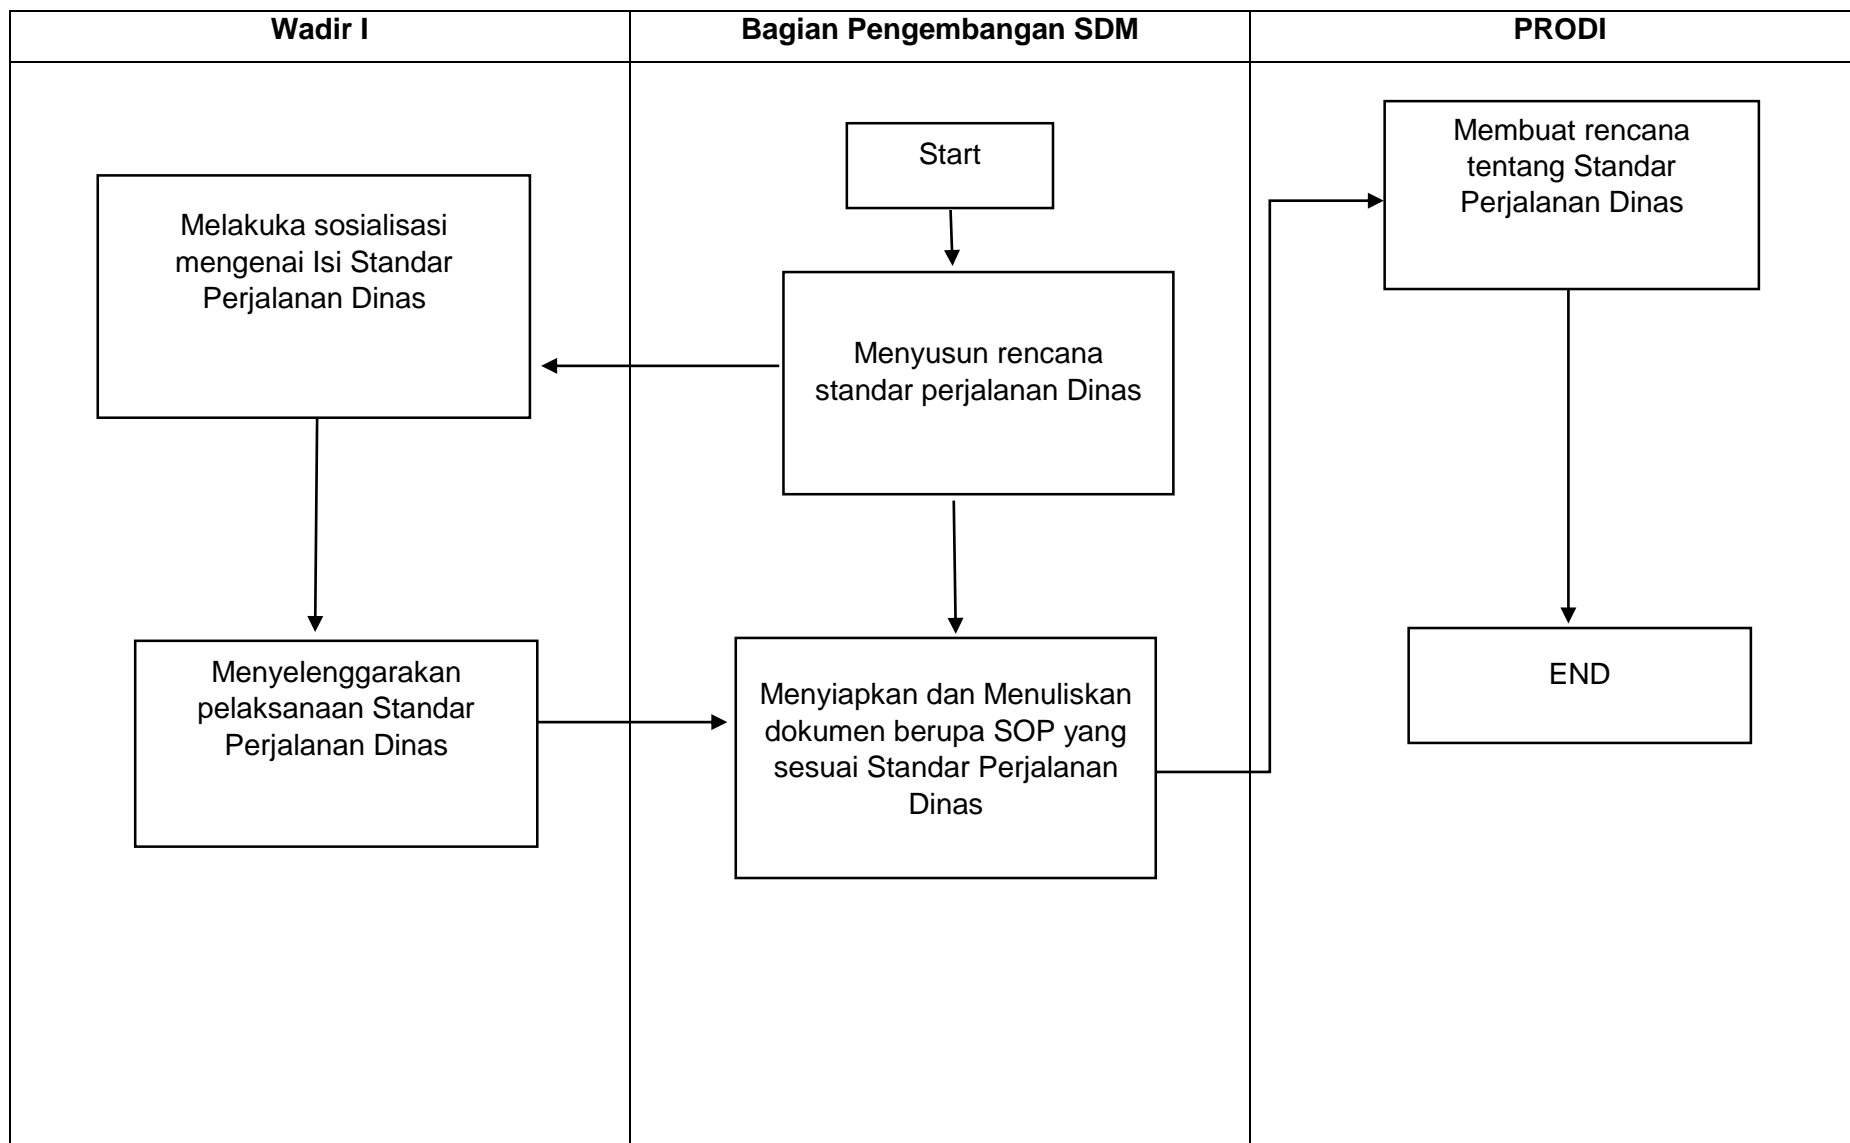 Wadir I
Bagian Pengembangan SDM
PRODI
Melakuka sosialisasi
mengenai Isi Standar
Perjalanan Dinas
Menyelenggarakan
pelaksanaan Standar
Perjalanan Dinas
Start
Menyusun rencana
standar perjalanan Dinas
Menyiapkan dan Menuliskan
dokumen berupa SOP yang
sesuai Standar Perjalanan
Dinas
Membuat rencana
tentang Standar
Perjalanan Dinas
END